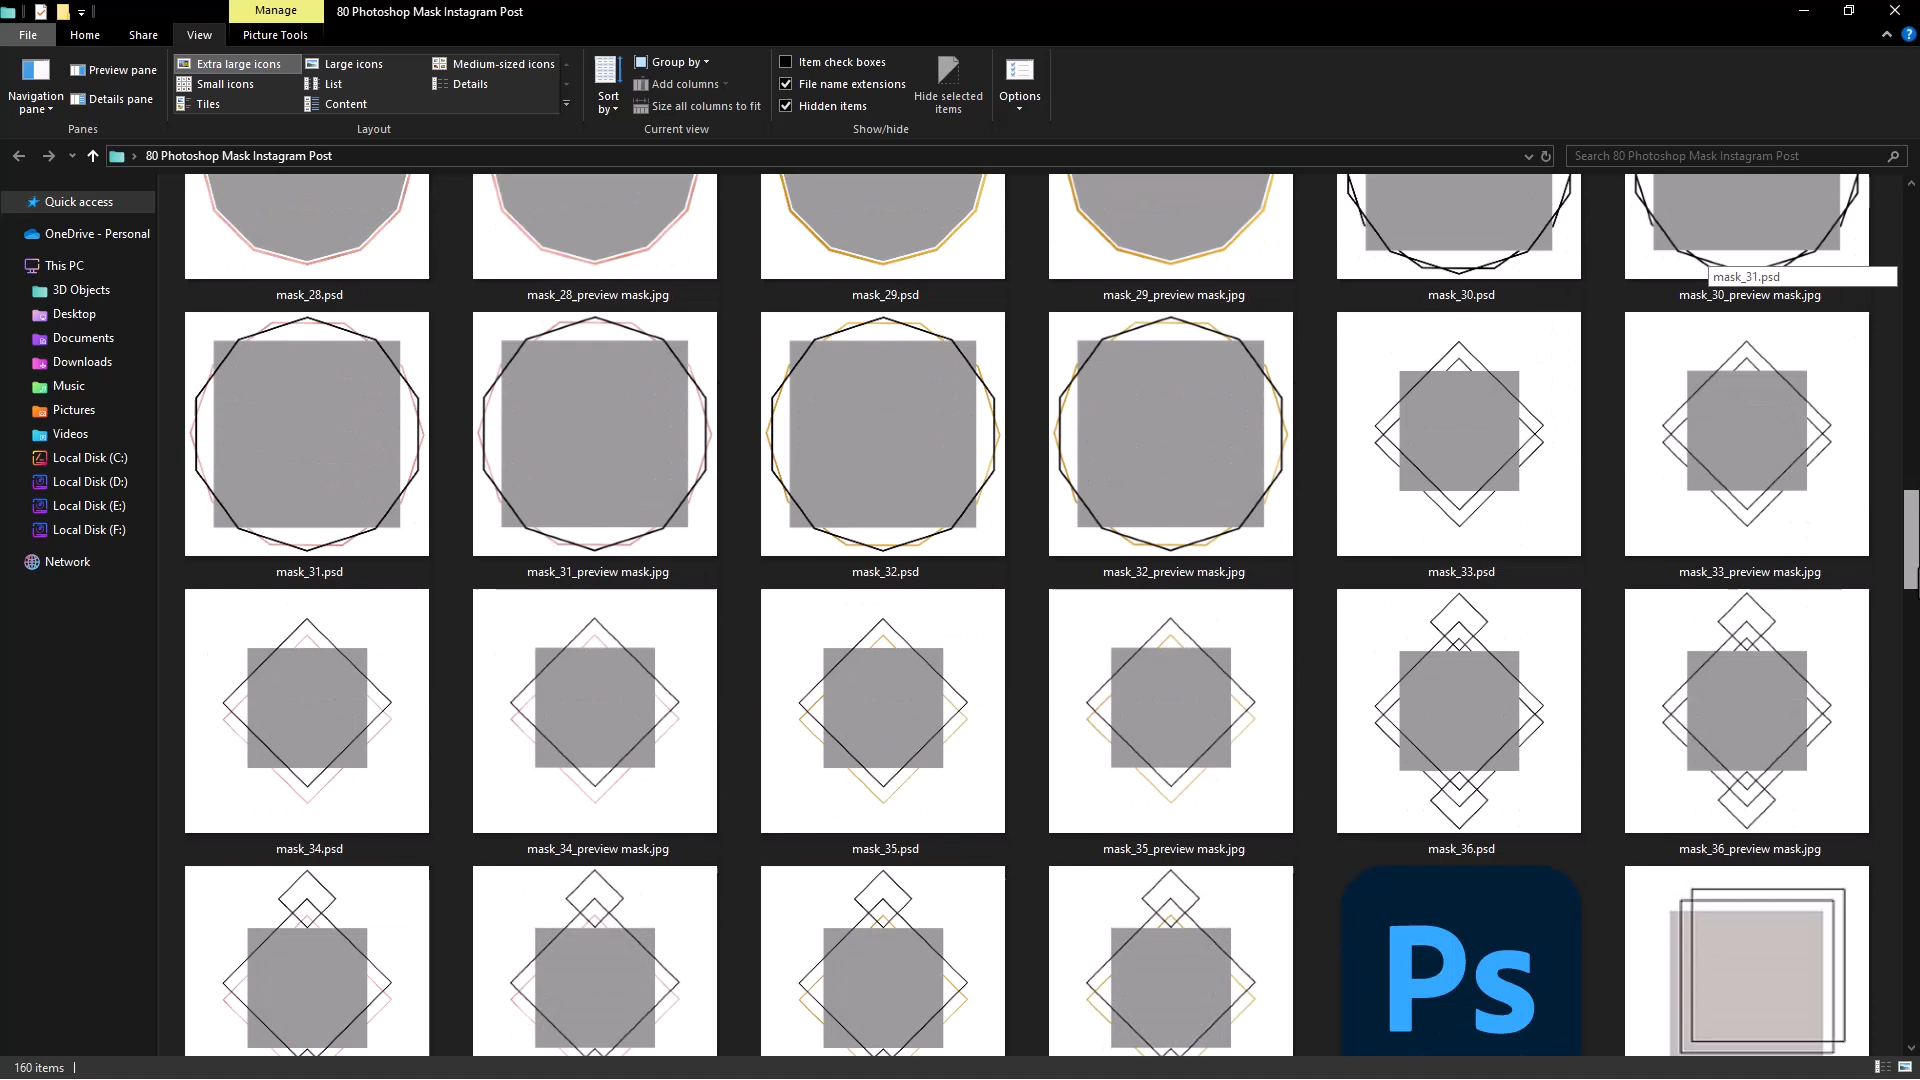 Manage
80 Photoshop Mask Instagram Post
File
Home
Share
View
Picture Tools
Navigation pane
Preview pane
Details pane
Panes
Extra large icons
Large icons
Medium-sized icons
Small icons
List
Details
Tiles
Content
Layout
Sort by
Group by
Add columns
Size all columns to fit
Current view
Item check boxes
File name extensions
Hidden items
Hide selected items
Show/hide
Options
80 Photoshop Mask Instagram Post
Search 80 Photoshop Mask Instagram Post
Quick access
OneDrive - Personal
This PC
3D Objects
Desktop
Documents
Downloads
Music
Pictures
Videos
Local Disk (C:)
Local Disk (D:)
Local Disk (E:)
Local Disk (F:)
Network
mask_31.psd
mask_28.psd
mask_28_preview mask.jpg
mask_29.psd
mask_29_preview mask.jpg
mask_30.psd
mask_30_preview mask.jpg
mask_31.psd
mask_31_preview mask.jpg
mask_32.psd
mask_32_preview mask.jpg
mask_33.psd
mask_33_preview mask.jpg
mask_34.psd
mask_34_preview mask.jpg
mask_35.psd
mask_35_preview mask.jpg
mask_36.psd
mask_36_preview mask.jpg
Ps
160 items